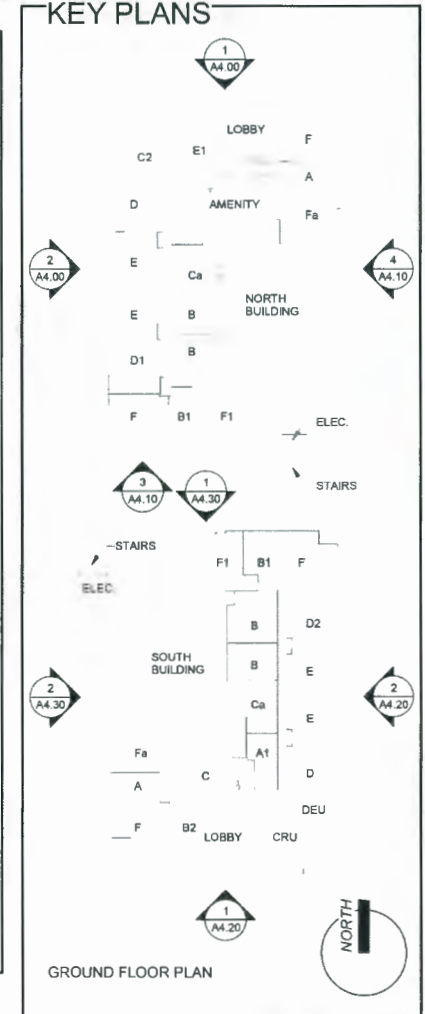 KEY PLANS
1
A4.00
LOBBY
F
E1
C2
A
D
AMENITY
Fa
2
A4.00
E
4
A4.10
Ca
NORTH
BUILDING
E
B
B
D1
F
B1
F1
ELEC.
STAIRS
3
A4.10
1
A4.30
STAIRS
F1
B1
F
ELEC.
B
D2
SOUTH
BUILDING
B
E
2
A4.30
2
A4.20
Ca
E
Fa
A1
C
D
A
DEU
F
B2
LOBBY
CRU
1
A4.20
NORTH
GROUND FLOOR PLAN